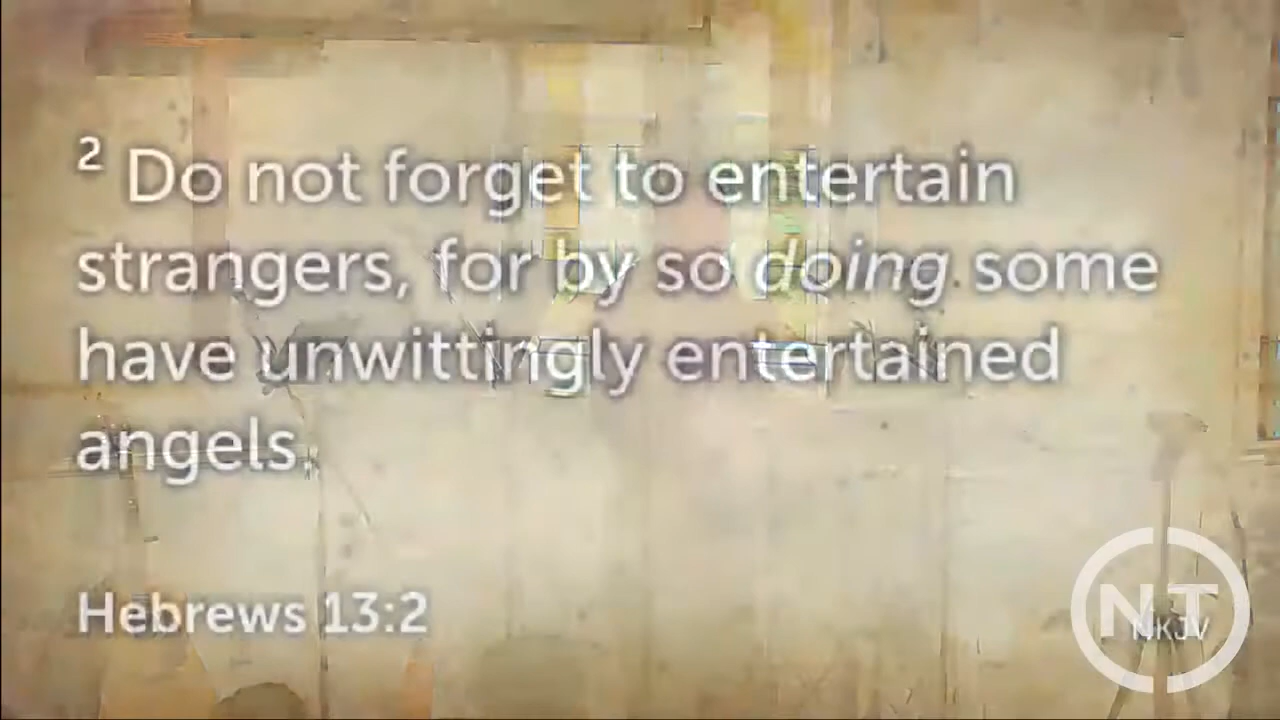 2 Do not forget to entertain
strangers, for by so doing some
have unwittingly entertained
angels.
Hebrews 13:2
NT
NKJV